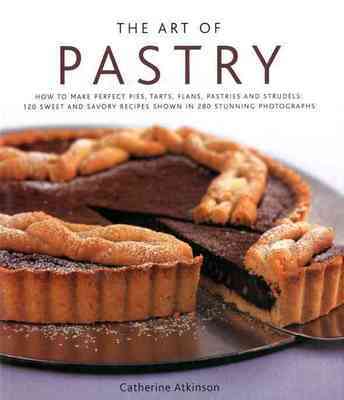 THE ART OF
PASTRY
HOW TO MAKE PERFECT PIES, TARTS, FLANS, PASTRIES AND STRUDELS:
120 SWEET AND SAVORY RECIPES SHOWN IN 280 STUNNING PHOTOGRAPHS
Catherine Atkinson